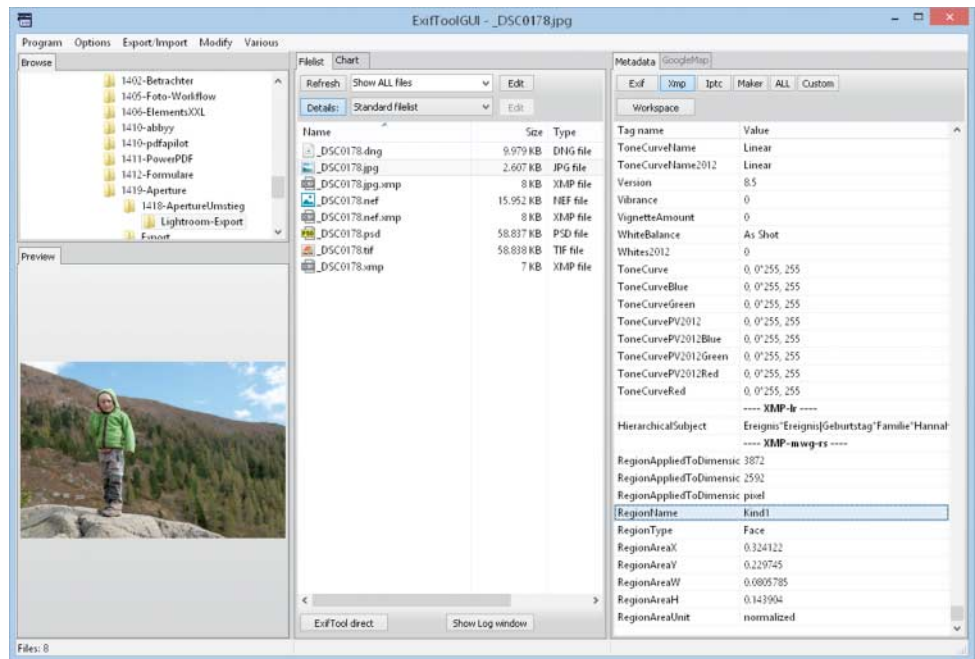 ExifToolGUI - _DSC0178.jpg
Program Options Export/Import Modify Various
Browse
1402-Betrachter
1405-Foto-Workflow
1406-ElementsXXL
1410-abbyy
1410-pdfapilot
1411-PowerPDF
1412-Formulare
1419-Aperture
1418-ApertureUmstieg
Lightroom-Export
Export
Preview
Filelist Chart
Refresh Show ALL files Edit
Details: Standard filelist Edit
Name Size Type
_DSC0178.dng 9.979 KB DNG file
_DSC0178.jpg 2.607 KB JPG file
_DSC0178.jpg.xmp 8 KB XMP file
_DSC0178.nef 15.952 KB NEF file
_DSC0178.nef.xmp 8 KB XMP file
_DSC0178.psd 58.837 KB PSD file
_DSC0178.tif 58.838 KB TIF file
_DSC0178.xmp 7 KB XMP file
ExifTool direct Show Log window
Metadata GoogleMap
Exif Xmp Iptc Maker ALL Custom
Workspace
Tag name Value
ToneCurveName Linear
ToneCurveName2012 Linear
Version 8.5
Vibrance 0
VignetteAmount 0
WhiteBalance As Shot
Whites2012 0
ToneCurve 0, 0*255, 255
ToneCurveBlue 0, 0*255, 255
ToneCurveGreen 0, 0*255, 255
ToneCurvePV2012 0, 0*255, 255
ToneCurvePV2012Blue 0, 0*255, 255
ToneCurvePV2012Green 0, 0*255, 255
ToneCurvePV2012Red 0, 0*255, 255
ToneCurveRed 0, 0*255, 255
---- XMP-lr ----
HierarchicalSubject Ereignis*Ereignis|Geburtstag*Familie*Hannah
---- XMP-mwg-rs ----
RegionAppliedToDimensic 3872
RegionAppliedToDimensic 2592
RegionAppliedToDimensic pixel
RegionName Kind1
RegionType Face
RegionAreaX 0.324122
RegionAreaY 0.229745
RegionAreaW 0.0805785
RegionAreaH 0.143904
RegionAreaUnit normalized
Files: 8